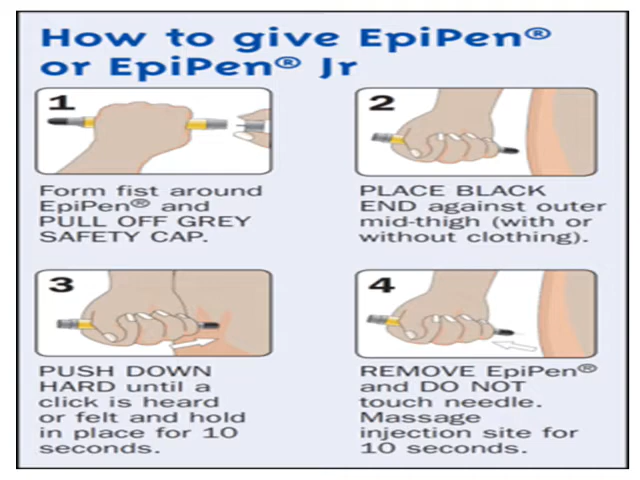 How to give EpiPen®
or EpiPen® Jr
1
Form fist around
EpiPen® and
PULL OFF GREY
SAFETY CAP.
2
PLACE BLACK
END against outer
mid-thigh (with or
without clothing).
3
PUSH DOWN
HARD until a
click is heard
or felt and hold
in place for 10
seconds.
4
REMOVE EpiPen®
and DO NOT
touch needle.
Massage
injection site for
10 seconds.